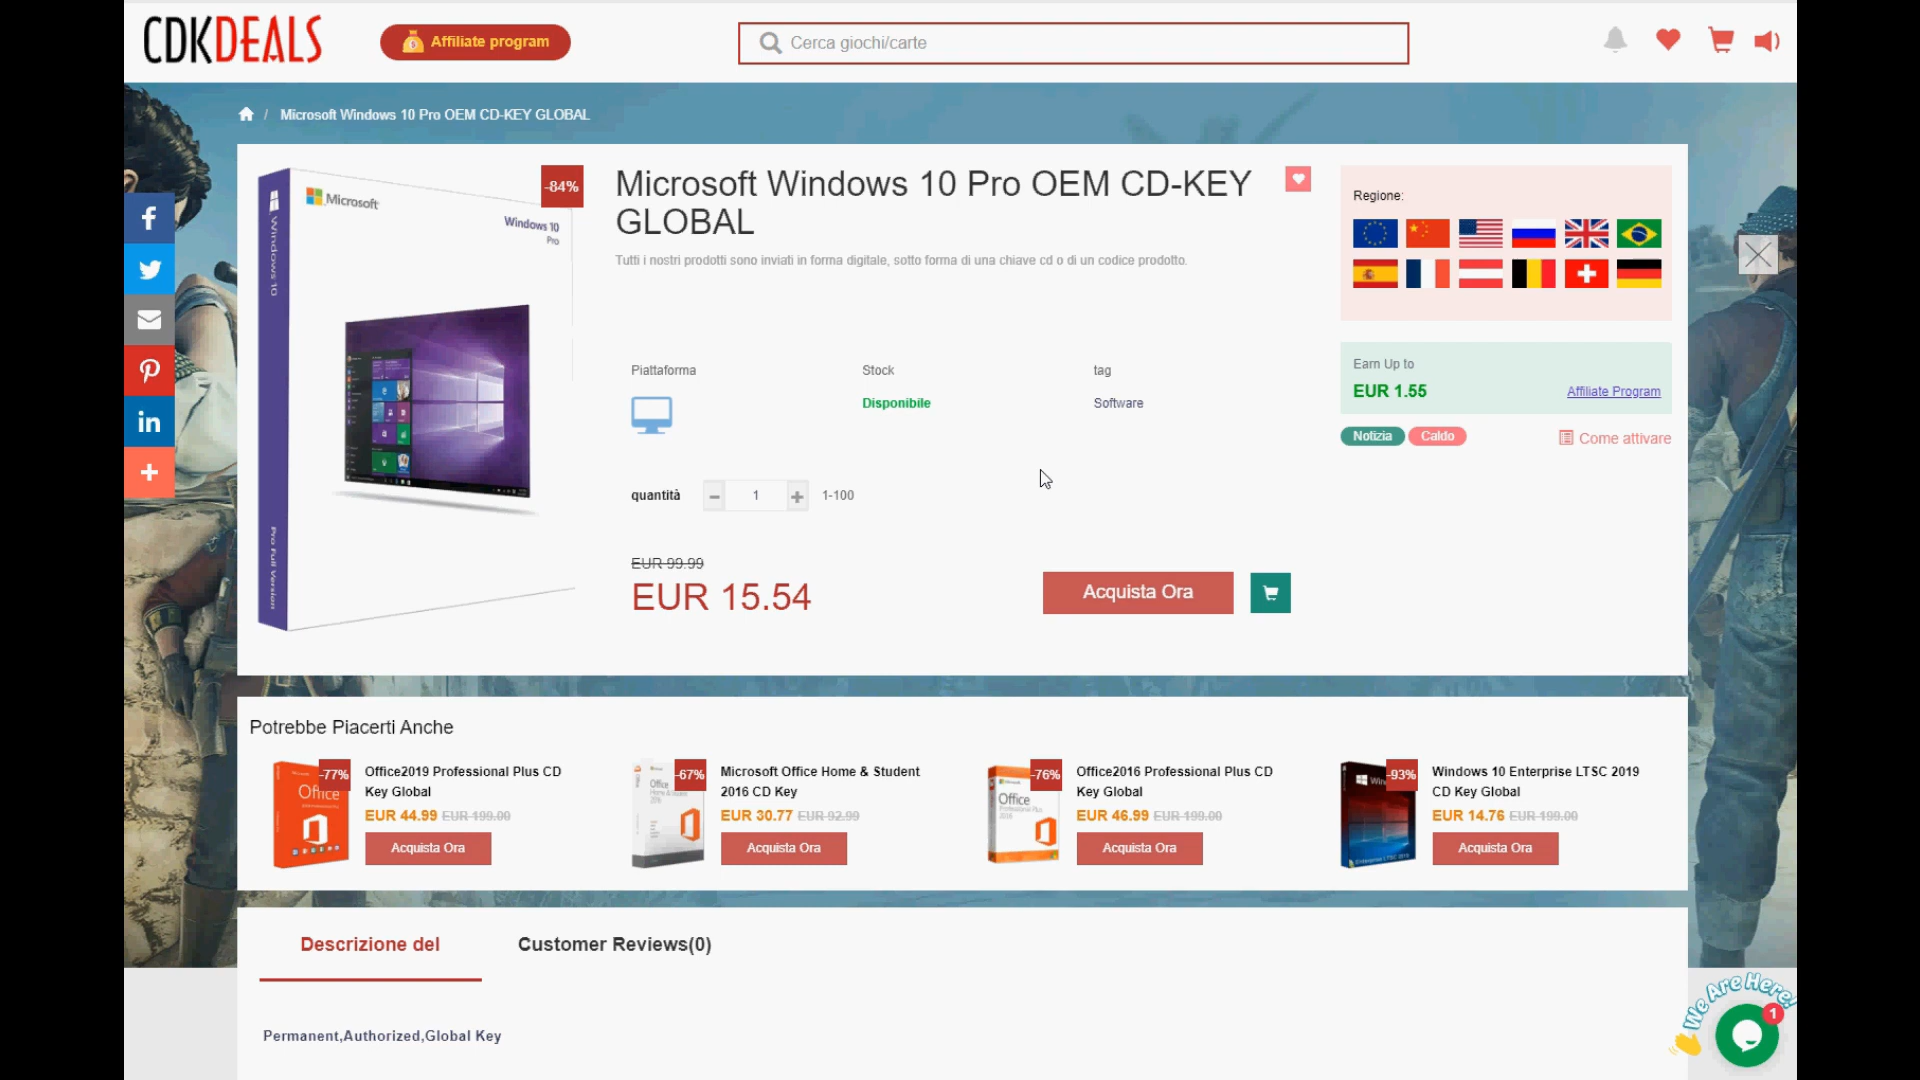 CDKDEALS
Affiliate program
Cerca giochi/carte
/ Microsoft Windows 10 Pro OEM CD-KEY GLOBAL
-84%
Microsoft
Windows 10
Pro
Windows 10
Pro Full Version
Microsoft Windows 10 Pro OEM CD-KEY
GLOBAL
Tutti i nostri prodotti sono inviati in forma digitale, sotto forma di una chiave cd o di un codice prodotto.
Piattaforma
Stock
tag
Disponibile
Software
quantità
1
1-100
EUR 99.99
EUR 15.54
Acquista Ora
Regione:
Earn Up to
EUR 1.55
Affiliate Program
Notizia
Caldo
Come attivare
Potrebbe Piacerti Anche
-77%
Office
Office2019 Professional Plus CD
Key Global
EUR 44.99 EUR 199.00
Acquista Ora
-67%
Office
Microsoft Office Home & Student
2016 CD Key
EUR 30.77 EUR 92.99
Acquista Ora
-76%
Office
Office2016 Professional Plus CD
Key Global
EUR 46.99 EUR 199.00
Acquista Ora
-93%
Windows 10 Enterprise LTSC 2019
CD Key Global
EUR 14.76 EUR 199.00
Acquista Ora
Descrizione del
Customer Reviews(0)
Permanent,Authorized,Global Key
We Are Here!
1